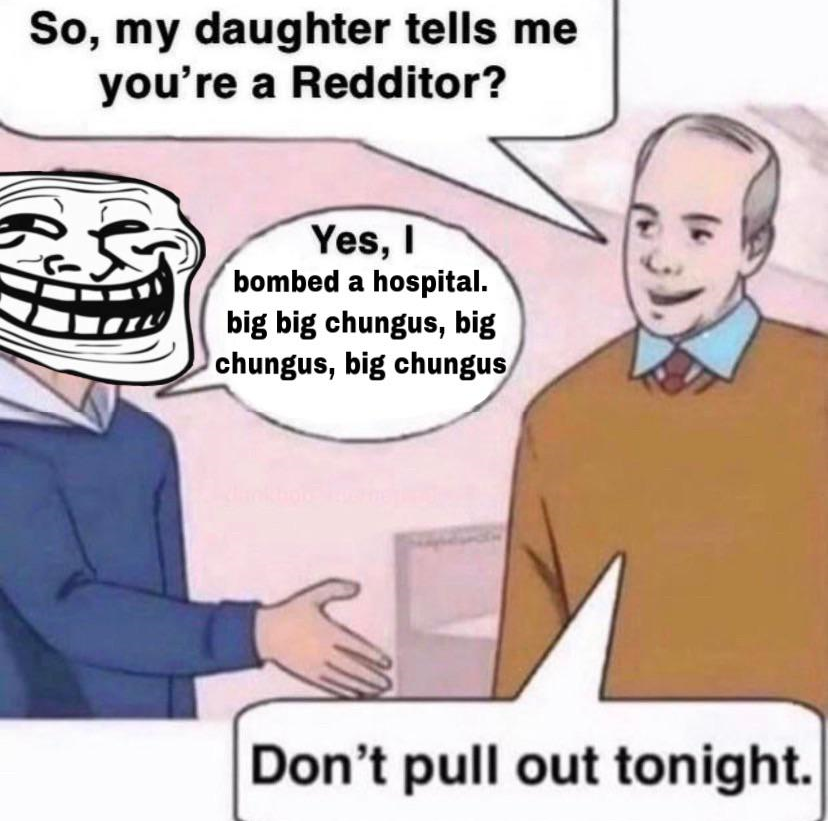 So, my daughter tells me
you're a Redditor?
Yes, I
bombed a hospital.
big big chungus, big
chungus, big chungus
Don't pull out tonight.